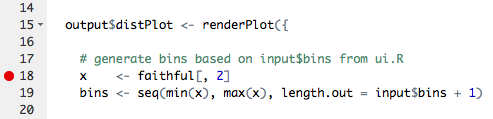 14
15 output$distPlot <- renderPlot({
16
17 # generate bins based on input$bins from ui.R
18 x    <- faithful[, 2]
19 bins <- seq(min(x), max(x), length.out = input$bins + 1)
20